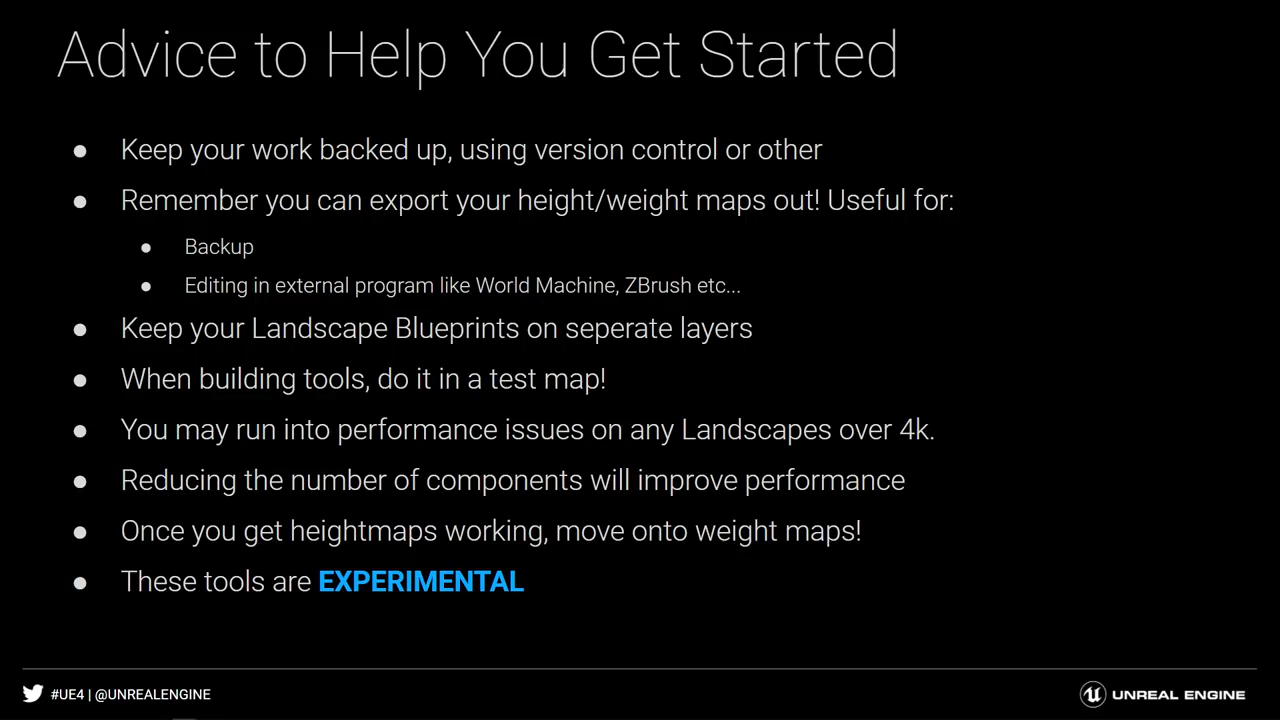 Advice to Help You Get Started
● Keep your work backed up, using version control or other
● Remember you can export your height/weight maps out! Useful for:
● Backup
● Editing in external program like World Machine, ZBrush etc...
● Keep your Landscape Blueprints on seperate layers
● When building tools, do it in a test map!
● You may run into performance issues on any Landscapes over 4k.
● Reducing the number of components will improve performance
● Once you get heightmaps working, move onto weight maps!
● These tools are EXPERIMENTAL
#UE4 | @UNREALENGINE
UNREAL ENGINE